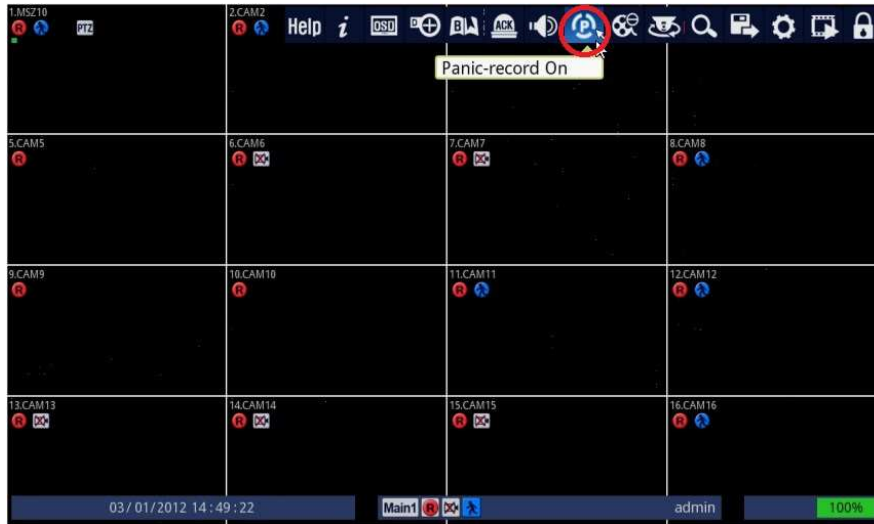 1.MSZ10
PTZ
2.CAM2
Help i OSD ACK P
Panic-record On
5.CAM5
R
6.CAM6
R
7.CAM7
R
8.CAM8
R
9.CAM9
R
10.CAM10
R
11.CAM11
R
12.CAM12
R
13.CAM13
R
14.CAM14
R
15.CAM15
R
16.CAM16
R
03/01/2012 14:49:22
Main1 R
admin
100%